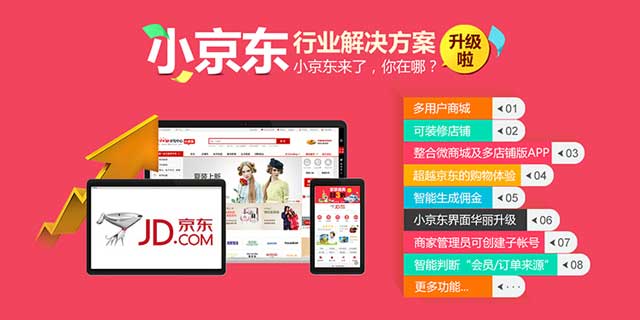 小京东 行业解决方案 升级啦
小京东来了，你在哪？
多用户商城 01
可装修店铺 02
整合微商城及多店铺版APP 03
超越京东的购物体验 04
智能生成佣金 05
小京东界面华丽升级 06
商家管理员可创建子帐号 07
智能判断“会员/订单来源” 08
更多功能... ...
夏装上新
JD 京东
.COM